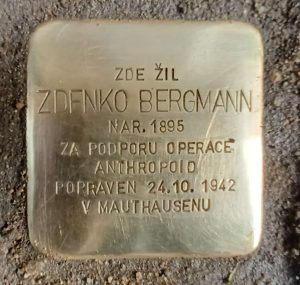 ZDE ŽIL
ZDENKO BERGMANN
NAR. 1895
ZA PODPORU OPERACE
ANTHROPOID
POPRAVEN 24.10. 1942
V MAUTHAUSENU